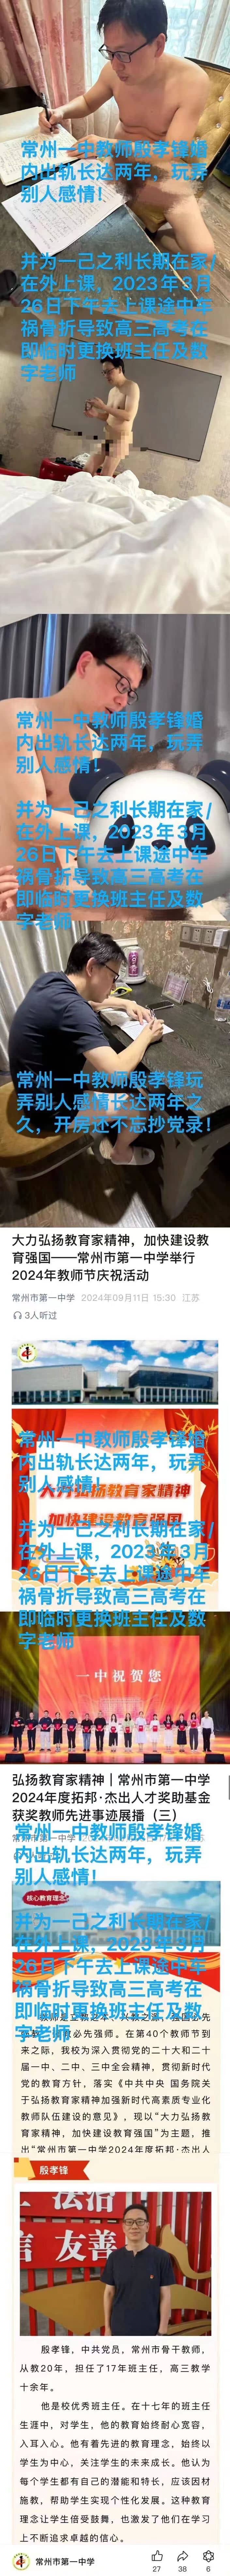 常州一中教师殷孝锋婚
内出轨长达两年，玩弄
别人感情！
并为一己之利长期在家/
在外上课，2023年3月
26日下午去上课途中车
祸骨折导致高三高考在
即临时更换班主任及数
字老师
常州一中教师殷孝锋婚
内出轨长达两年，玩弄
别人感情！
并为一己之利长期在家/
在外上课，2023年3月
26日下午去上课途中车
祸骨折导致高三高考在
即临时更换班主任及数
字老师
常州一中教师殷孝锋玩
弄别人感情长达两年之
久，开房还不忘抄党录！
大力弘扬教育家精神，加快建设教
育强国——常州市第一中学举行
2024年教师节庆祝活动
常州市第一中学 2024年09月11日 15:30 江苏
3人听过
常州一中教师殷孝锋婚
内出轨长达两年，玩弄
别人感情！
大力弘扬教育家精神
加快建设教育强国
并为一己之利长期在家/
在外上课，2023年3月
26日下午去上课途中车
祸骨折导致高三高考在
即临时更换班主任及数
字老师
一中祝贺您
弘扬教育家精神｜常州市第一中学
2024年度拓邦·杰出人才奖助基金
获奖教师先进事迹展播（三）
常州市第一中学
常州一中教师殷孝锋婚
内出轨长达两年，玩弄
别人感情！
核心教育理念
并为一己之利长期在家/
在外上课，2023年3月
26日下午去上课途中车
祸骨折导致高三高考在
即临时更换班主任及数
字老师
教必先强师。在第40个教师节到
来之际，我校为深入贯彻党的二十大和二十
届一中、二中、三中全会精神，贯彻新时代
党的教育方针，落实《中共中央 国务院关
于弘扬教育家精神加强新时代高素质专业化
教师队伍建设的意见》，现以“大力弘扬教
育家精神，加快建设教育强国”为主题，推
出“常州市第一中学2024年度拓邦·杰出人
殷孝锋
法治
信 友善
殷孝锋，中共党员，常州市骨干教师，
从教20年，担任了17年班主任，高三教学
十余年。
他是校优秀班主任。在十七年的班主任
生涯中，对学生，他的教育始终耐心宽容，
入耳入心。他有着先进的教育理念，始终以
学生为中心，关注学生的未来成长。他认为
每个学生都有自己的潜能和特长，应该因材
施教，帮助学生实现个性化发展。这种教育
理念让学生倍受鼓舞，也激发了他们在学习
上不断追求卓越的信心。
常州市第一中学
27 38 6